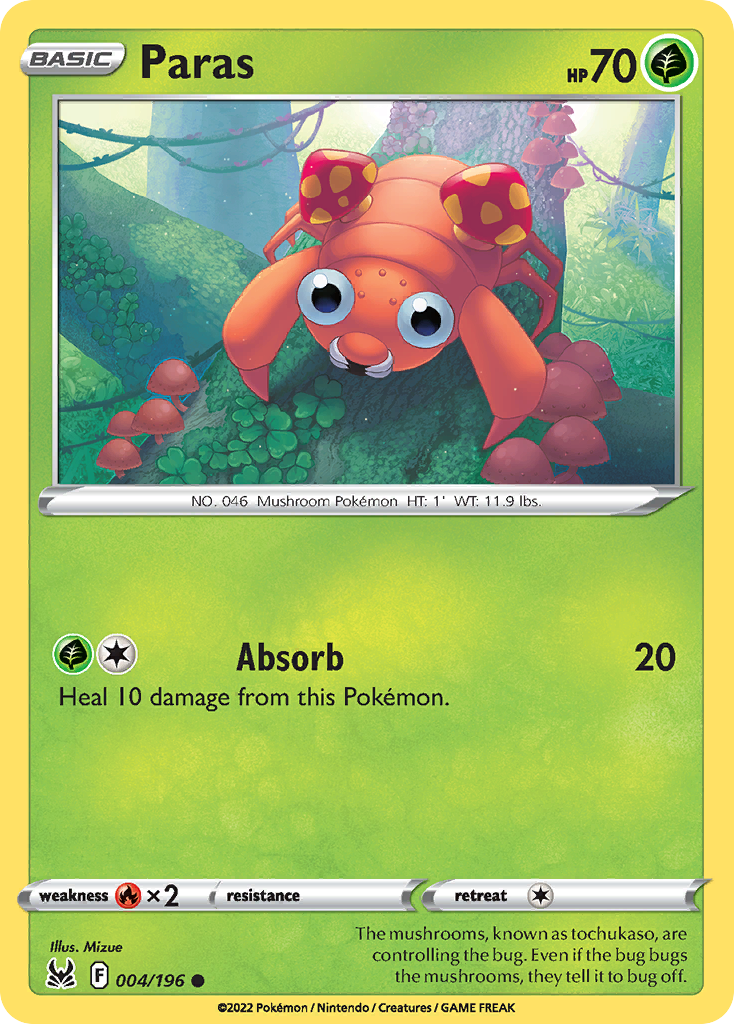 BASIC Paras HP70
NO. 046 Mushroom Pokémon HT: 1' WT: 11.9 lbs.
Absorb 20
Heal 10 damage from this Pokémon.
weakness ×2 resistance retreat
Illus. Mizue
F 004/196
The mushrooms, known as tochukaso, are
controlling the bug. Even if the bug bugs
the mushrooms, they tell it to bug off.
©2022 Pokémon / Nintendo / Creatures / GAME FREAK